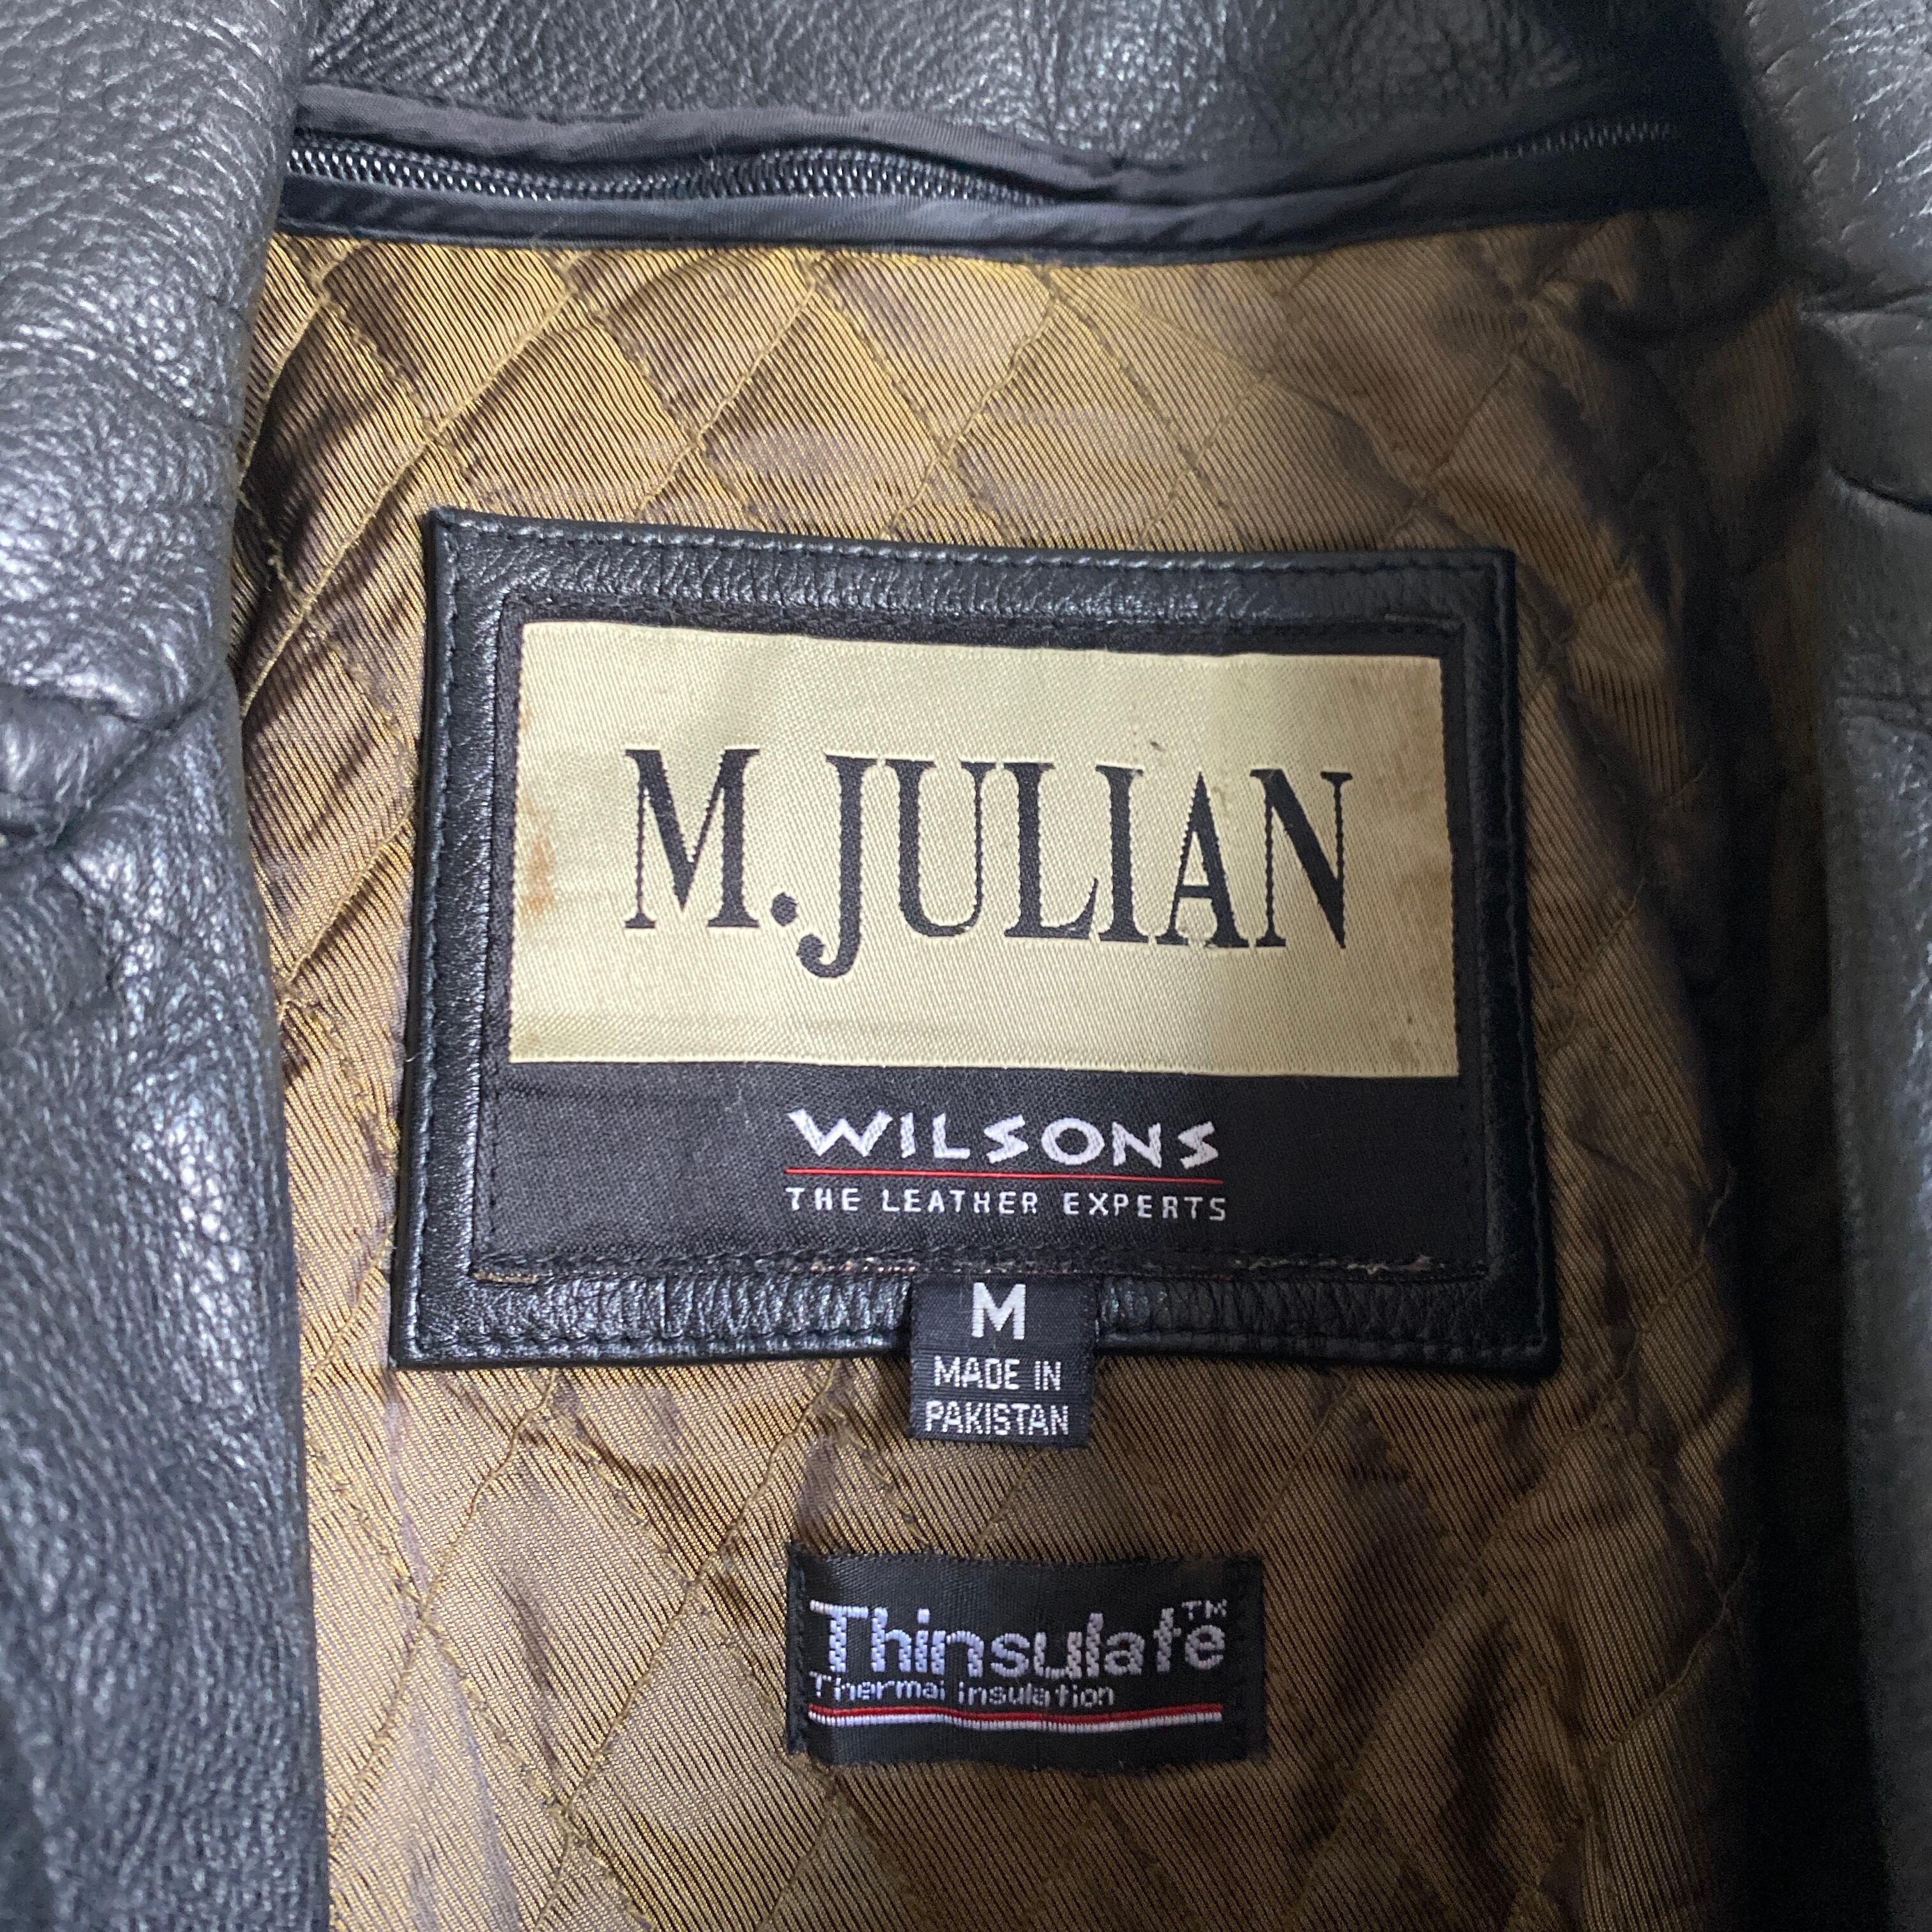 M.JULIAN
WILSONS
THE LEATHER EXPERTS
M
MADE IN
PAKISTAN
Thinsulate™
Thermal insulation